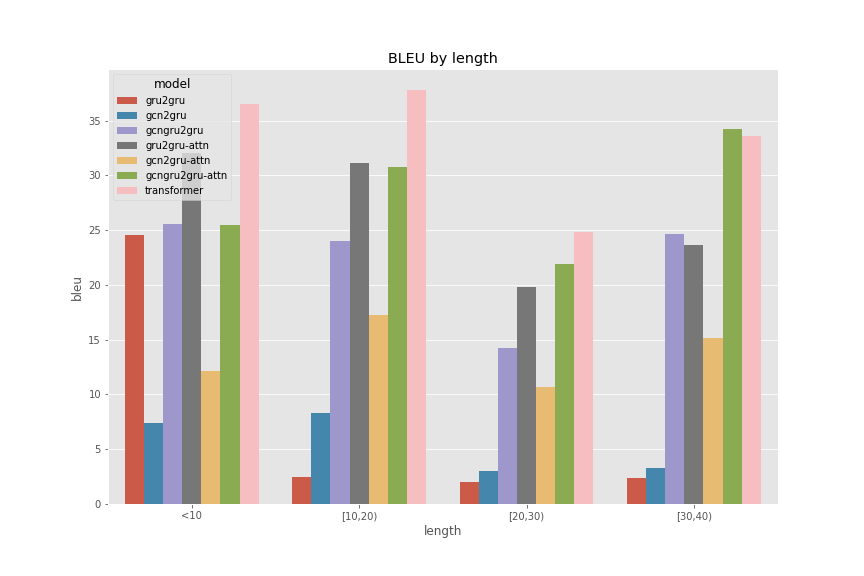 BLEU by length
model
gru2gru
gcn2gru
gcngru2gru
gru2gru-attn
gcn2gru-attn
gcngru2gru-attn
transformer
bleu
35
30
25
20
15
10
5
0
<10
[10,20)
[20,30)
[30,40)
length